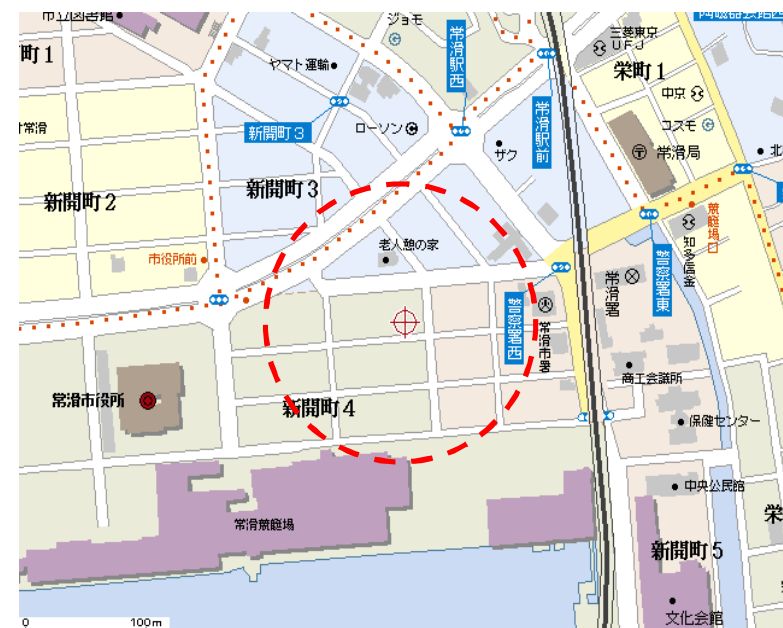 市立図書館
ジョモ
常滑駅西
三菱東京
UFJ
町1
ヤマト運輸
栄町1
中京
新開町3
ローソン
コスモ
常滑
ザク
常滑駅前
常滑局
北
新開町2
新開町3
競艇場口
老人憩の家
知多信金
市役所前
警察署東
常滑署
警察署西
常滑市署
商工会議所
常滑市役所
新開町4
保健センター
中央公民館
常滑競艇場
栄
新開町5
文化会館
0
100m